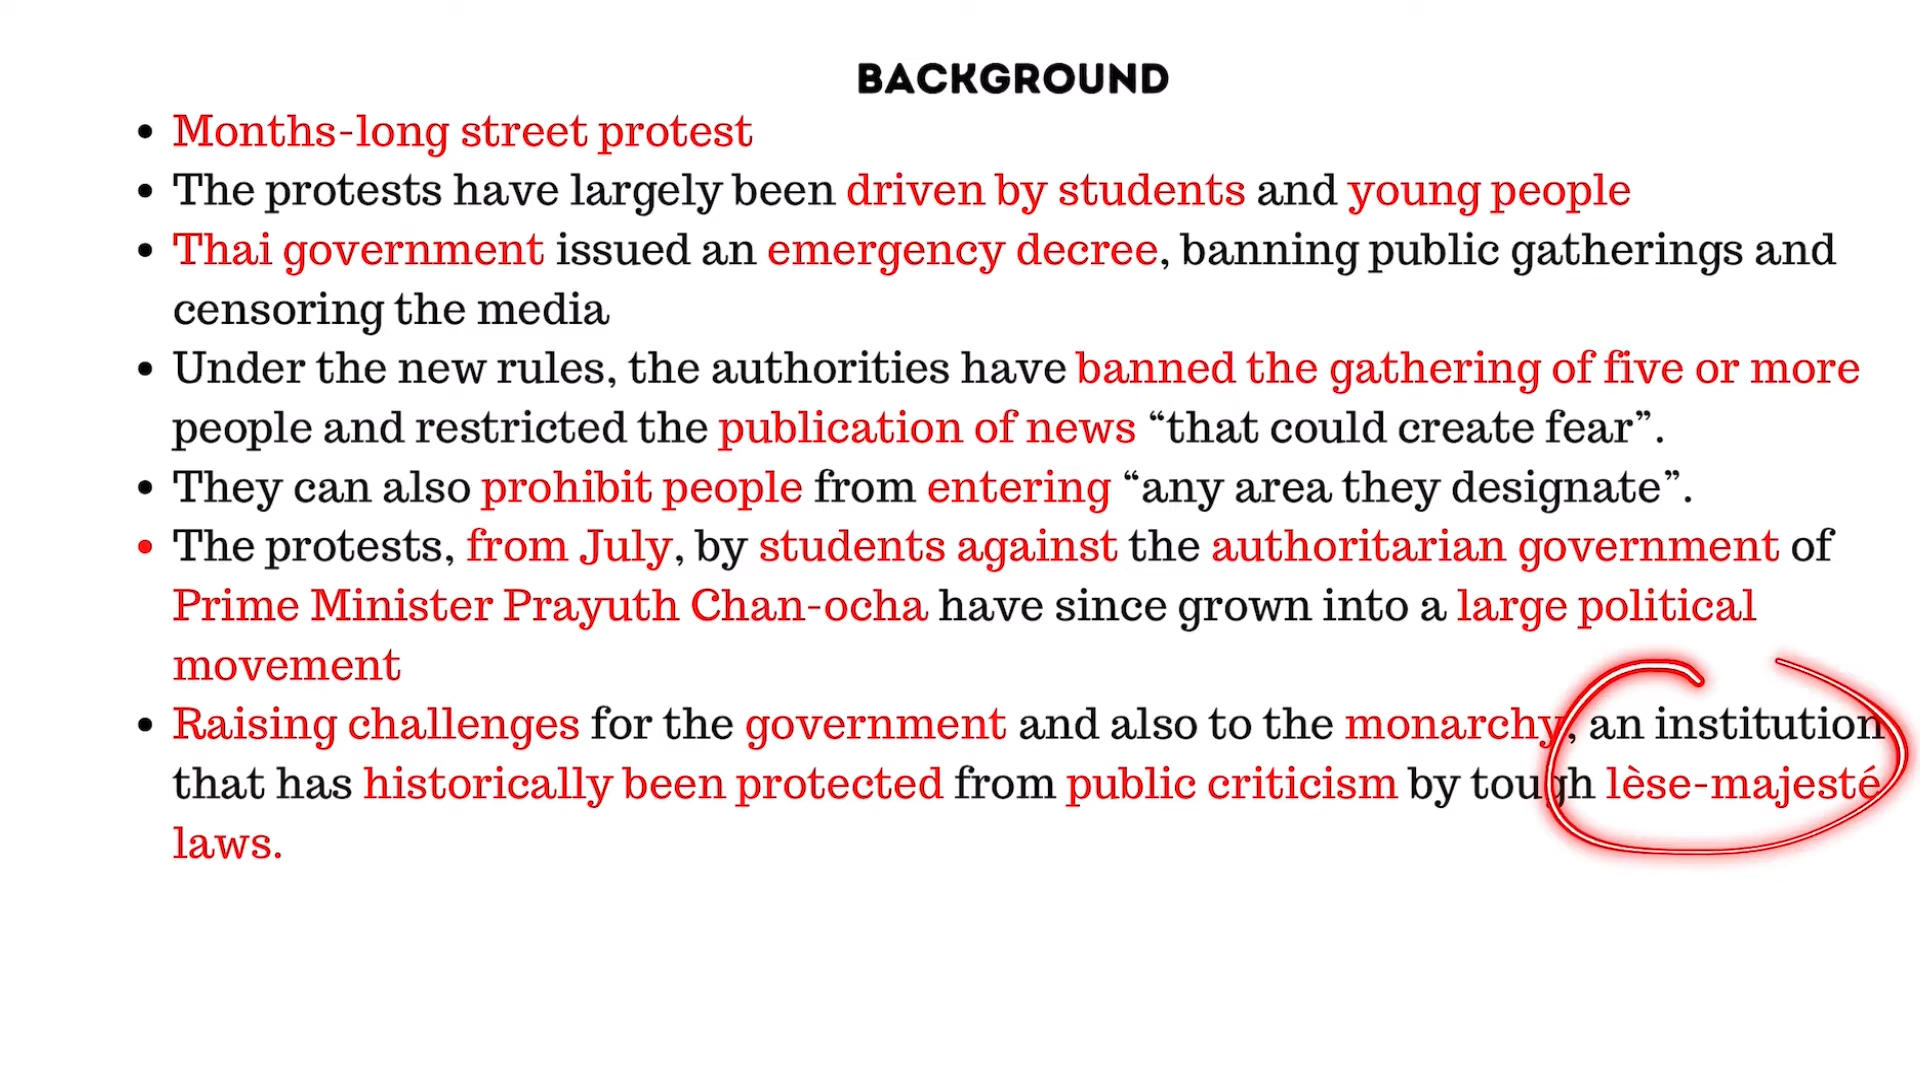 BACKGROUND
• Months-long street protest
• The protests have largely been driven by students and young people
• Thai government issued an emergency decree, banning public gatherings and
censoring the media
• Under the new rules, the authorities have banned the gathering of five or more
people and restricted the publication of news “that could create fear”.
• They can also prohibit people from entering “any area they designate”.
• The protests, from July, by students against the authoritarian government of
Prime Minister Prayuth Chan-ocha have since grown into a large political
movement
• Raising challenges for the government and also to the monarchy, an institution
that has historically been protected from public criticism by tough lèse-majesté
laws.